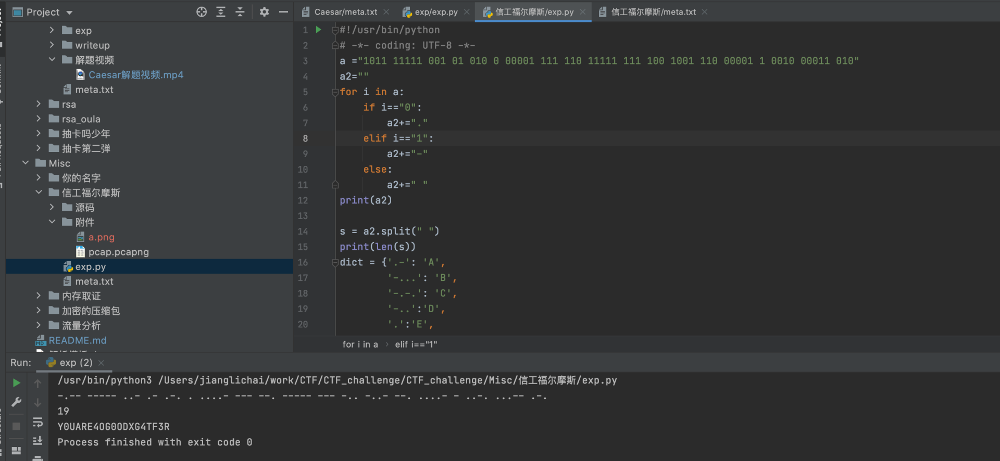 Project
Caesar/meta.txt
exp/exp.py
信工福尔摩斯/exp.py
信工福尔摩斯/meta.txt
exp
writeup
解题视频
Caesar解题视频.mp4
meta.txt
rsa
rsa_oula
抽卡吗少年
抽卡第二弹
Misc
你的名字
信工福尔摩斯
源码
附件
a.png
pcap.pcapng
exp.py
meta.txt
内存取证
加密的压缩包
流量分析
README.md
1 #!/usr/bin/python
2 # -*- coding: UTF-8 -*-
3 a ="1011 11111 001 01 010 0 00001 111 110 11111 111 100 1001 110 00001 1 0010 00011 010"
4 a2=""
5 for i in a:
6 if i=="0":
7 a2+="."
8 elif i=="1":
9 a2+="-"
10 else:
11 a2+=" "
12 print(a2)
13
14 s = a2.split(" ")
15 print(len(s))
16 dict = {'.-': 'A',
17 '-...': 'B',
18 '-.-.': 'C',
19 '-..':'D',
20 '.':'E',
for i in a › elif i=="1"
Run: exp (2)
/usr/bin/python3 /Users/jianglichai/work/CTF/CTF_challenge/CTF_challenge/Misc/信工福尔摩斯/exp.py
-.-- ----- ..- .- .-. . ....- --- --. ----- --- -.. -..- --. ....- - ..-. ...-- .-.
19
Y0UARE4OG0ODXG4TF3R
Process finished with exit code 0